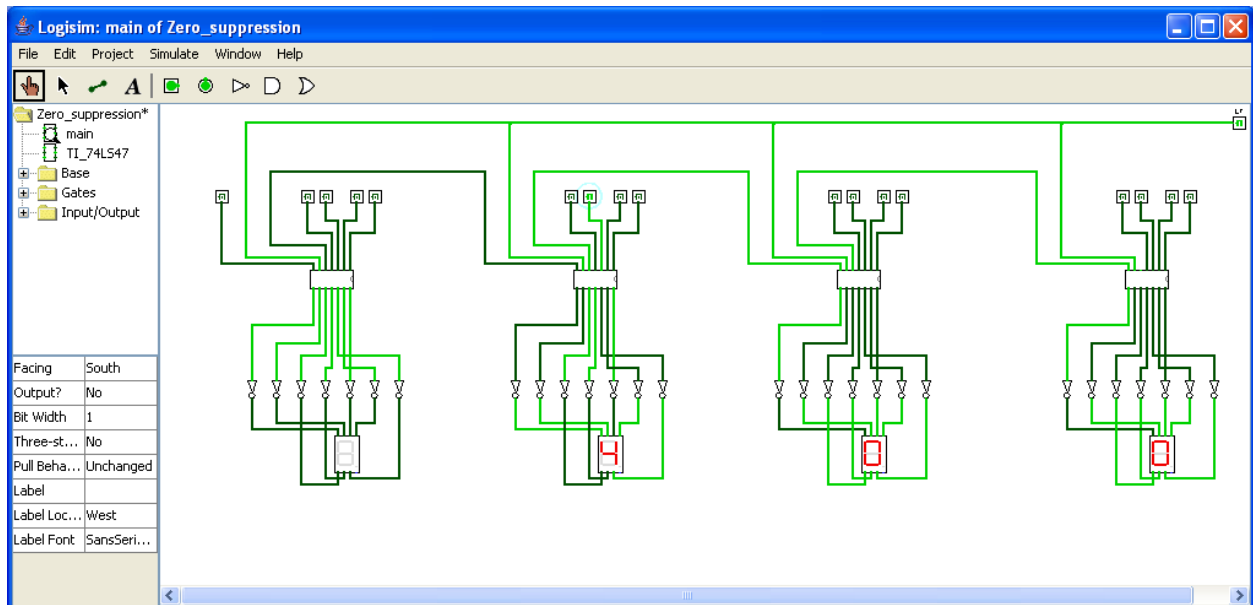 Logisim: main of Zero_suppression
File Edit Project Simulate Window Help
A
Zero_suppression*
main
TI_74LS47
Base
Gates
Input/Output
Facing South
Output? No
Bit Width 1
Three-st... No
Pull Beha... Unchanged
Label
Label Loc... West
Label Font SansSeri...